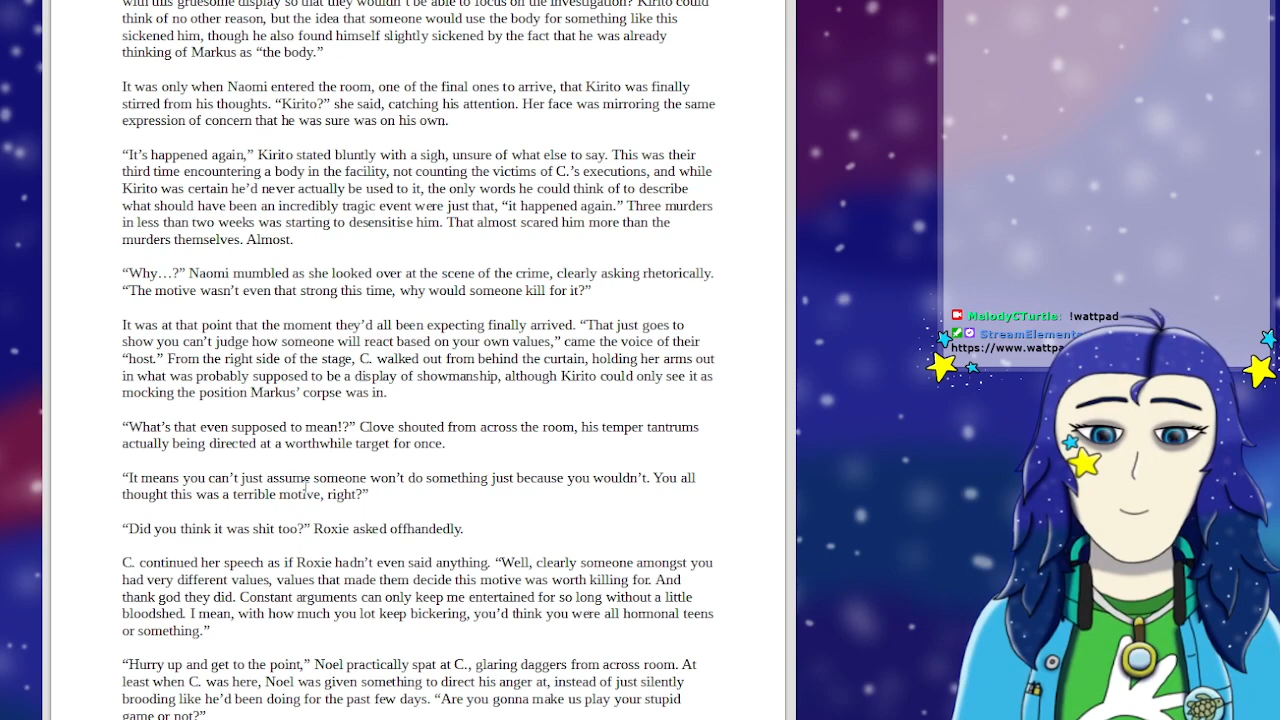 with this gruesome display so that they wouldn't be able to focus on the investigation? Kirito could
think of no other reason, but the idea that someone would use the body for something like this
sickened him, though he also found himself slightly sickened by the fact that he was already
thinking of Markus as “the body.”
It was only when Naomi entered the room, one of the final ones to arrive, that Kirito was finally
stirred from his thoughts. “Kirito?” she said, catching his attention. Her face was mirroring the same
expression of concern that he was sure was on his own.
“It’s happened again,” Kirito stated bluntly with a sigh, unsure of what else to say. This was their
third time encountering a body in the facility, not counting the victims of C.’s executions, and while
Kirito was certain he’d never actually be used to it, the only words he could think of to describe
what should have been an incredibly tragic event were just that, “it happened again.” Three murders
in less than two weeks was starting to desensitise him. That almost scared him more than the
murders themselves. Almost.
“Why…?” Naomi mumbled as she looked over at the scene of the crime, clearly asking rhetorically.
“The motive wasn’t even that strong this time, why would someone kill for it?”
It was at that point that the moment they’d all been expecting finally arrived. “That just goes to
show you can’t judge how someone will react based on your own values,” came the voice of their
“host.” From the right side of the stage, C. walked out from behind the curtain, holding her arms out
in what was probably supposed to be a display of showmanship, although Kirito could only see it as
mocking the position Markus’ corpse was in.
“What’s that even supposed to mean!?” Clove shouted from across the room, his temper tantrums
actually being directed at a worthwhile target for once.
“It means you can’t just assume someone won’t do something just because you wouldn’t. You all
thought this was a terrible motive, right?”
“Did you think it was shit too?” Roxie asked offhandedly.
C. continued her speech as if Roxie hadn’t even said anything. “Well, clearly someone amongst you
had very different values, values that made them decide this motive was worth killing for. And
thank god they did. Constant arguments can only keep me entertained for so long without a little
bloodshed. I mean, with how much you lot keep bickering, you’d think you were all hormonal teens
or something.”
“Hurry up and get to the point,” Noel practically spat at C., glaring daggers from across room. At
least when C. was here, Noel was given something to direct his anger at, instead of just silently
brooding like he’d been doing for the past few days. “Are you gonna make us play your stupid
game or not?”
MelodyCTurtle: !wattpad
StreamElements
https://www.wattpa